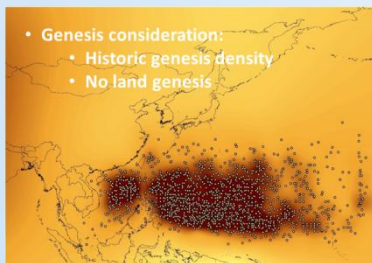 • Genesis consideration:
• Historic genesis density
• No land genesis